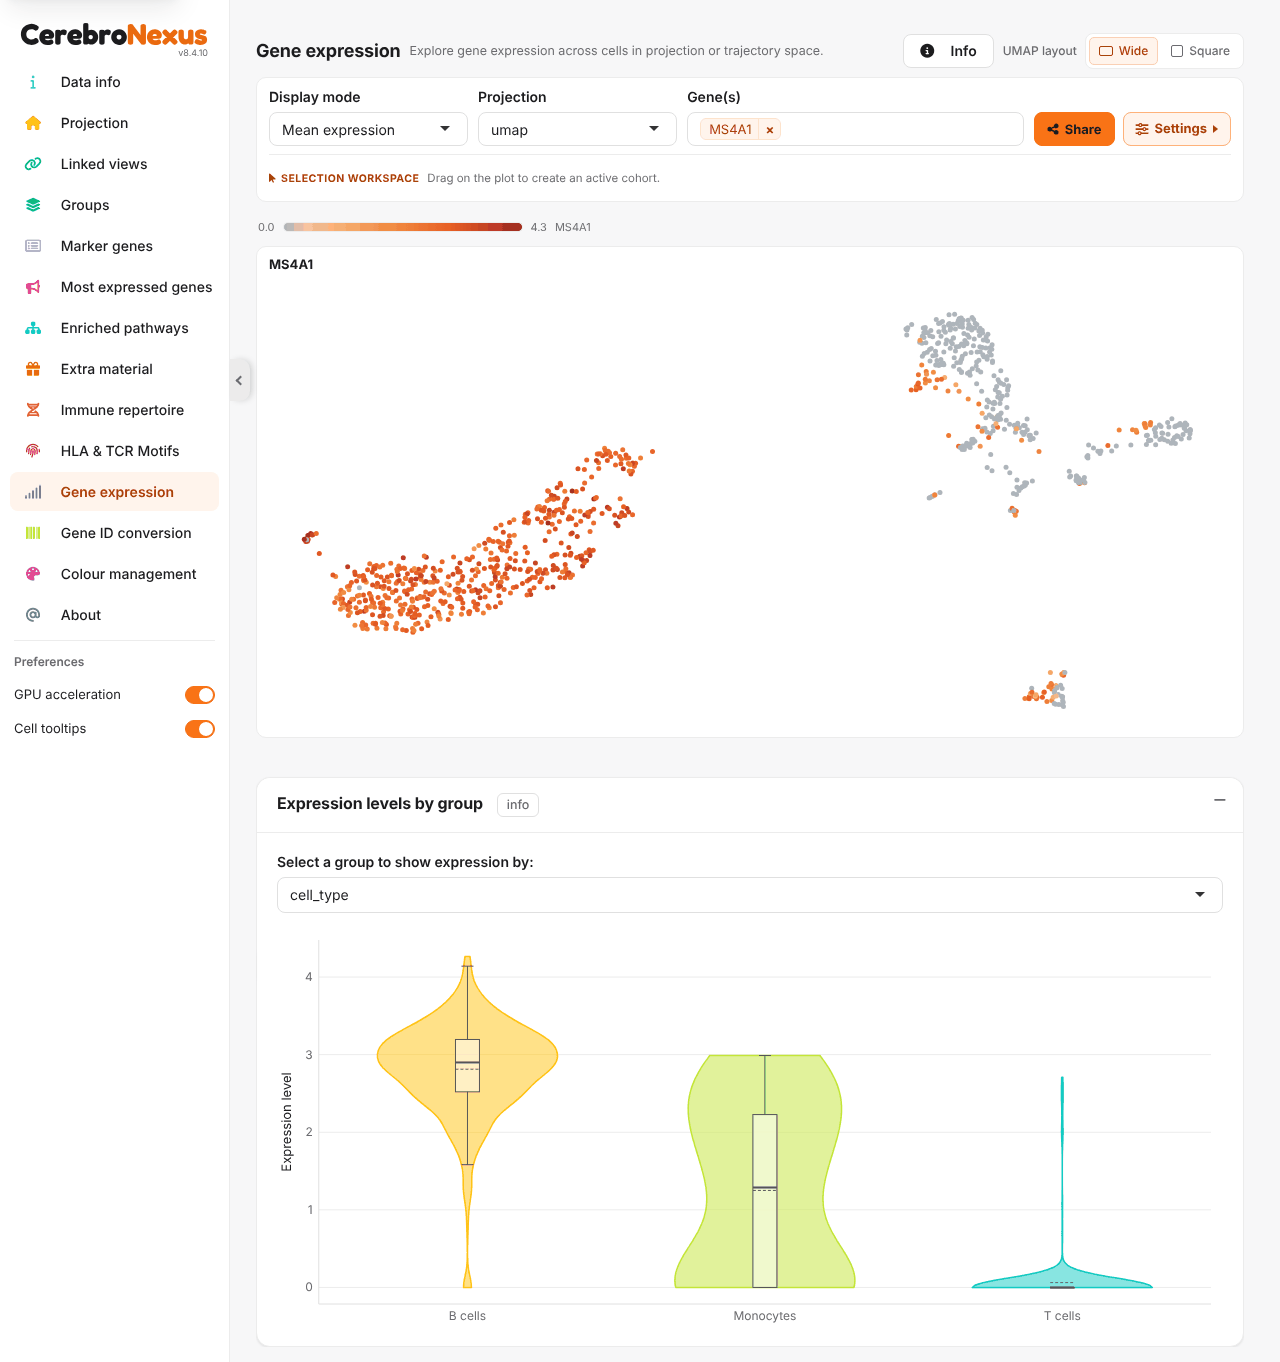 CerebroNexus
v8.4.10
Data info
Projection
Linked views
Groups
Marker genes
Most expressed genes
Enriched pathways
Extra material
Immune repertoire
HLA & TCR Motifs
Gene expression
Gene ID conversion
Colour management
About
Preferences
GPU acceleration
Cell tooltips
Gene expression Explore gene expression across cells in projection or trajectory space.
Info UMAP layout Wide Square
Display mode Projection Gene(s)
Mean expression umap MS4A1 × Share Settings
SELECTION WORKSPACE Drag on the plot to create an active cohort.
0.0 4.3 MS4A1
MS4A1
Expression levels by group info
Select a group to show expression by:
cell_type
4
3
2
1
0
Expression level
B cells Monocytes T cells